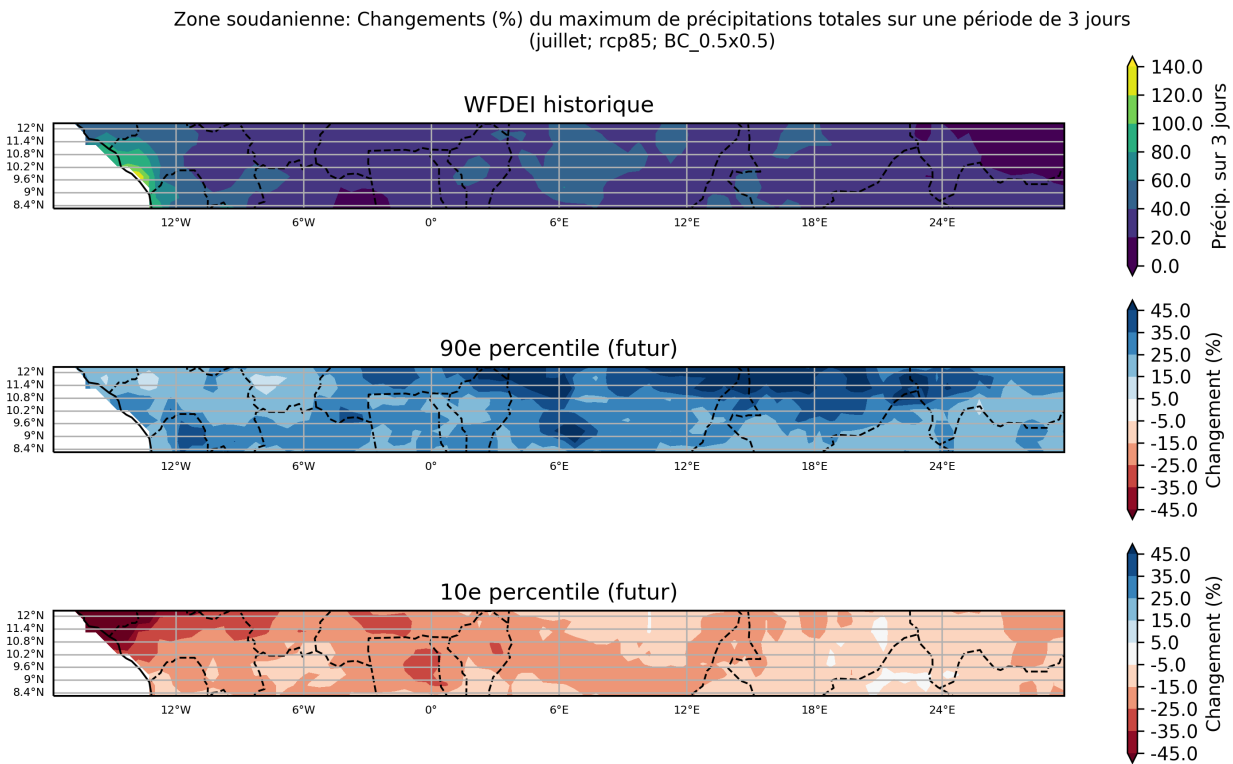 Zone soudanienne: Changements (%) du maximum de précipitations totales sur une période de 3 jours
(juillet; rcp85; BC_0.5x0.5)
WFDEI historique
12°N
11.4°N
10.8°N
10.2°N
9.6°N
9°N
8.4°N
12°W
6°W
0°
6°E
12°E
18°E
24°E
140.0
120.0
100.0
80.0
60.0
40.0
20.0
0.0
Précip. sur 3 jours
90e percentile (futur)
12°N
11.4°N
10.8°N
10.2°N
9.6°N
9°N
8.4°N
12°W
6°W
0°
6°E
12°E
18°E
24°E
45.0
35.0
25.0
15.0
5.0
-5.0
-15.0
-25.0
-35.0
-45.0
Changement (%)
10e percentile (futur)
12°N
11.4°N
10.8°N
10.2°N
9.6°N
9°N
8.4°N
12°W
6°W
0°
6°E
12°E
18°E
24°E
45.0
35.0
25.0
15.0
5.0
-5.0
-15.0
-25.0
-35.0
-45.0
Changement (%)